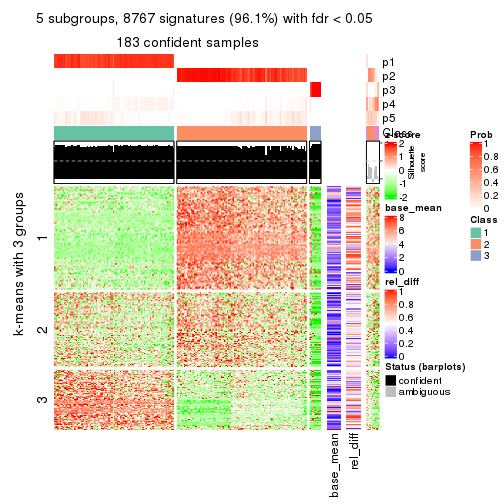 5 subgroups, 8767 signatures (96.1%) with fdr < 0.05
183 confident samples
p1
p2
p3
p4
p5
Class
z-score
2
1
0
-1
-2
Silhouette
score
Prob
1
0.8
0.6
0.4
0.2
0
Class
1
2
3
base_mean
8
6
4
2
0
rel_diff
1
0.8
0.6
0.4
0.2
0
Status (barplots)
confident
ambiguous
k-means with 3 groups
1
2
3
base_mean
rel_diff